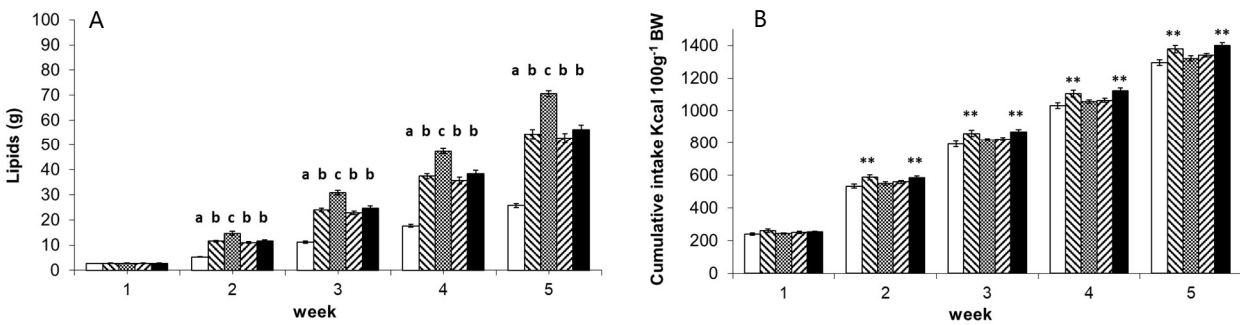 A
Lipids (g)
100
90
80
70
60
50
40
30
20
10
0
a b c b b
a b c b b
a b c b b
a b c b b
1 2 3 4 5
week
B
Cumulative intake Kcal 100g⁻¹ BW
1400
1200
1000
800
600
400
200
0
** **
** **
** **
** **
1 2 3 4 5
week